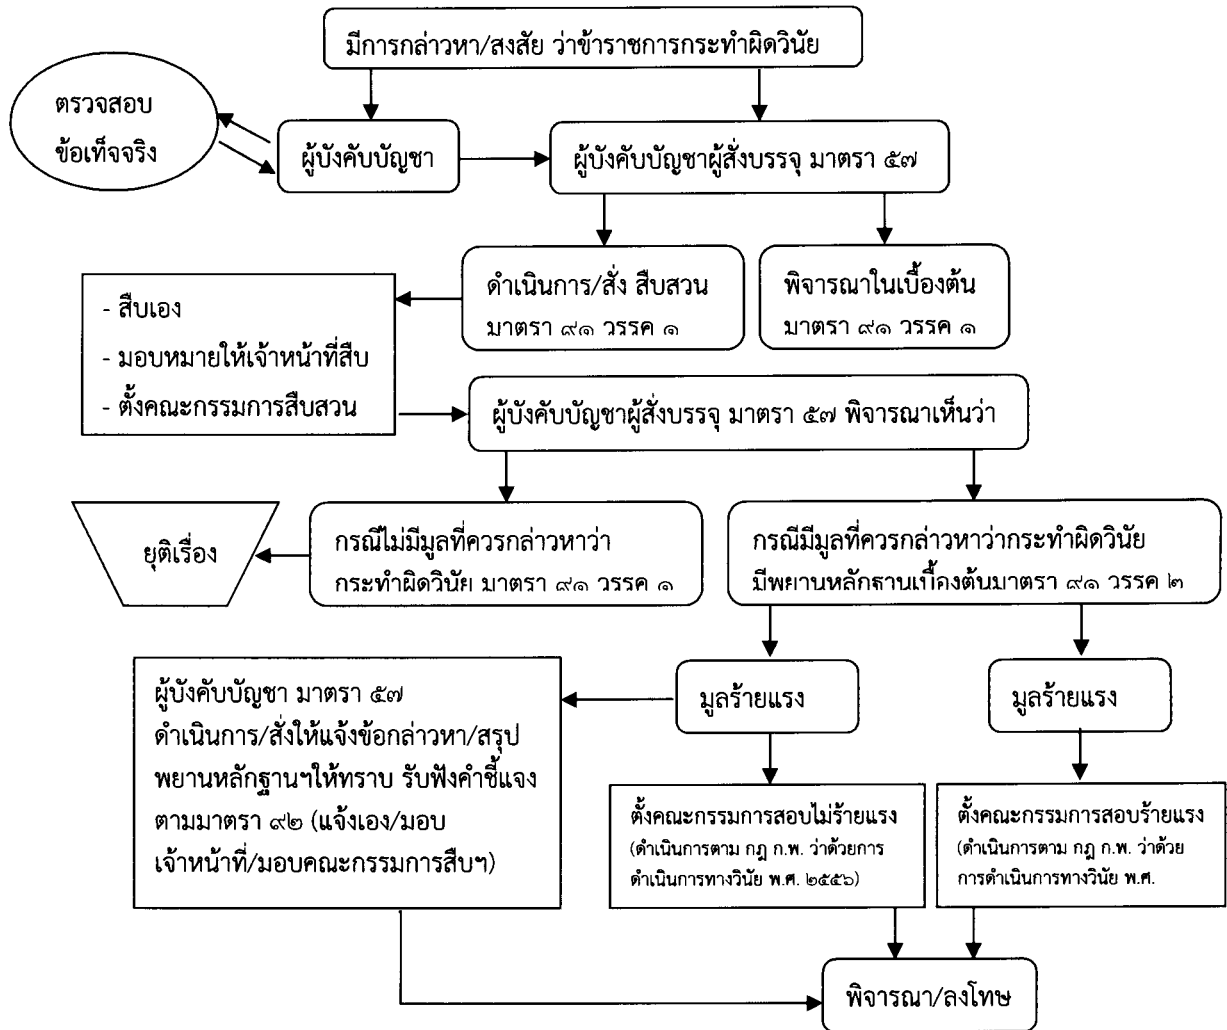 มีการกล่าวหา/สงสัย ว่าข้าราชการกระทำผิดวินัย
ตรวจสอบ
ข้อเท็จจริง
ผู้บังคับบัญชา
ผู้บังคับบัญชาผู้สั่งบรรจุ มาตรา ๕๗
ดำเนินการ/สั่ง สืบสวน
มาตรา ๙๑ วรรค ๑
พิจารณาในเบื้องต้น
มาตรา ๙๑ วรรค ๑
- สืบเอง
- มอบหมายให้เจ้าหน้าที่สืบ
- ตั้งคณะกรรมการสืบสวน
ผู้บังคับบัญชาผู้สั่งบรรจุ มาตรา ๕๗ พิจารณาเห็นว่า
ยุติเรื่อง
กรณีไม่มีมูลที่ควรกล่าวหาว่า
กระทำผิดวินัย มาตรา ๙๑ วรรค ๑
กรณีมีมูลที่ควรกล่าวหาว่ากระทำผิดวินัย
มีพยานหลักฐานเบื้องต้นมาตรา ๙๑ วรรค ๒
ผู้บังคับบัญชา มาตรา ๕๗
ดำเนินการ/สั่งให้แจ้งข้อกล่าวหา/สรุป
พยานหลักฐานฯให้ทราบ รับฟังคำชี้แจง
ตามมาตรา ๙๒ (แจ้งเอง/มอบ
เจ้าหน้าที่/มอบคณะกรรมการสืบฯ)
มูลร้ายแรง
มูลร้ายแรง
ตั้งคณะกรรมการสอบไม่ร้ายแรง
(ดำเนินการตาม กฎ ก.พ. ว่าด้วยการ
ดำเนินการทางวินัย พ.ศ. ๒๕๕๖)
ตั้งคณะกรรมการสอบร้ายแรง
(ดำเนินการตาม กฎ ก.พ. ว่าด้วย
การดำเนินการทางวินัย พ.ศ.
พิจารณา/ลงโทษ